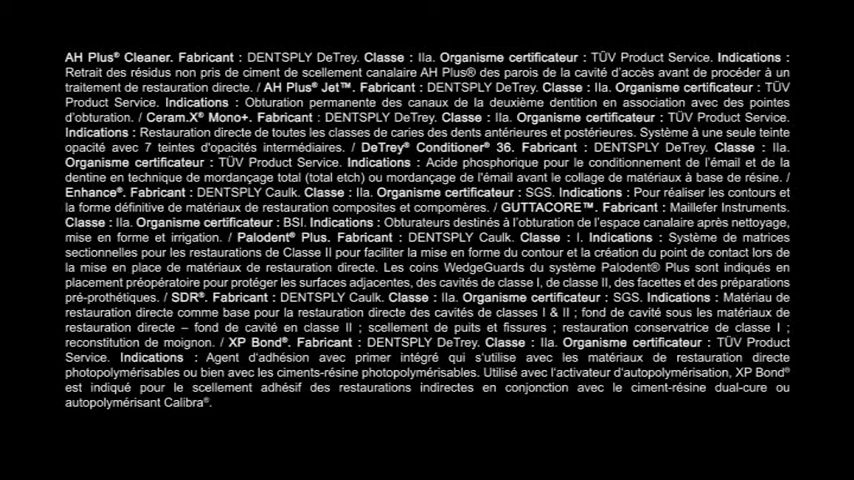 AH Plus® Cleaner. Fabricant : DENTSPLY DeTrey. Classe : IIa. Organisme certificateur : TÜV Product Service. Indications :
Retrait des résidus non pris de ciment de scellement canalaire AH Plus® des parois de la cavité d'accès avant de procéder à un
traitement de restauration directe. / AH Plus® Jet™. Fabricant : DENTSPLY DeTrey. Classe : IIa. Organisme certificateur : TÜV
Product Service. Indications : Obturation permanente des canaux de la deuxième dentition en association avec des pointes
d'obturation. / Ceram.X® Mono+. Fabricant : DENTSPLY DeTrey. Classe : IIa. Organisme certificateur : TÜV Product Service.
Indications : Restauration directe de toutes les classes de caries des dents antérieures et postérieures. Système à une seule teinte
opacité avec 7 teintes d'opacités intermédiaires. / DeTrey® Conditioner® 36. Fabricant : DENTSPLY DeTrey. Classe : IIa.
Organisme certificateur : TÜV Product Service. Indications : Acide phosphorique pour le conditionnement de l'émail et de la
dentine en technique de mordançage total (total etch) ou mordançage de l'émail avant le collage de matériaux à base de résine. /
Enhance®. Fabricant : DENTSPLY Caulk. Classe : IIa. Organisme certificateur : SGS. Indications : Pour réaliser les contours et
la forme définitive de matériaux de restauration composites et compomères. / GUTTACORE™. Fabricant : Maillefer Instruments.
Classe : IIa. Organisme certificateur : BSI. Indications : Obturateurs destinés à l'obturation de l'espace canalaire après nettoyage,
mise en forme et irrigation. / Palodent® Plus. Fabricant : DENTSPLY Caulk. Classe : I. Indications : Système de matrices
sectionnelles pour les restaurations de Classe II pour faciliter la mise en forme du contour et la création du point de contact lors de
la mise en place de matériaux de restauration directe. Les coins WedgeGuards du système Palodent® Plus sont indiqués en
placement préopératoire pour protéger les surfaces adjacentes, des cavités de classe I, de classe II, des facettes et des préparations
pré-prothétiques. / SDR®. Fabricant : DENTSPLY Caulk. Classe : IIa. Organisme certificateur : SGS. Indications : Matériau de
restauration directe comme base pour la restauration directe des cavités de classes I & II ; fond de cavité sous les matériaux de
restauration directe – fond de cavité en classe II ; scellement de puits et fissures ; restauration conservatrice de classe I ;
reconstitution de moignon. / XP Bond®. Fabricant : DENTSPLY DeTrey. Classe : IIa. Organisme certificateur : TÜV Product
Service. Indications : Agent d'adhésion avec primer intégré qui s'utilise avec les matériaux de restauration directe
photopolymérisables ou bien avec les ciments-résine photopolymérisables. Utilisé avec l'activateur d'autopolymérisation, XP Bond®
est indiqué pour le scellement adhésif des restaurations indirectes en conjonction avec le ciment-résine dual-cure ou
autopolymérisant Calibra®.